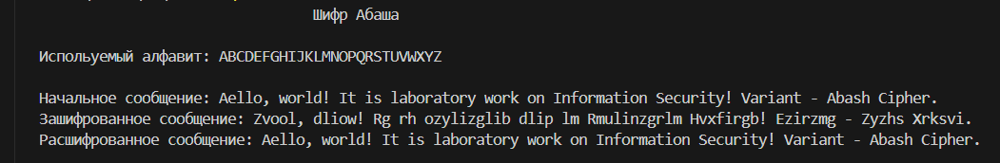 Шифр Абаша
Испольуемый алфавит: ABCDEFGHIJKLMNOPQRSTUVWXYZ
Начальное сообщение: Aello, world! It is laboratory work on Information Security! Variant - Abash Cipher.
Зашифрованное сообщение: Zvool, dliow! Rg rh ozylizglib dlip lm Rmulinzgrlm Hvxfirgb! Ezirzmg - Zyzhs Xrksvi.
Расшифрованное сообщение: Aello, world! It is laboratory work on Information Security! Variant - Abash Cipher.